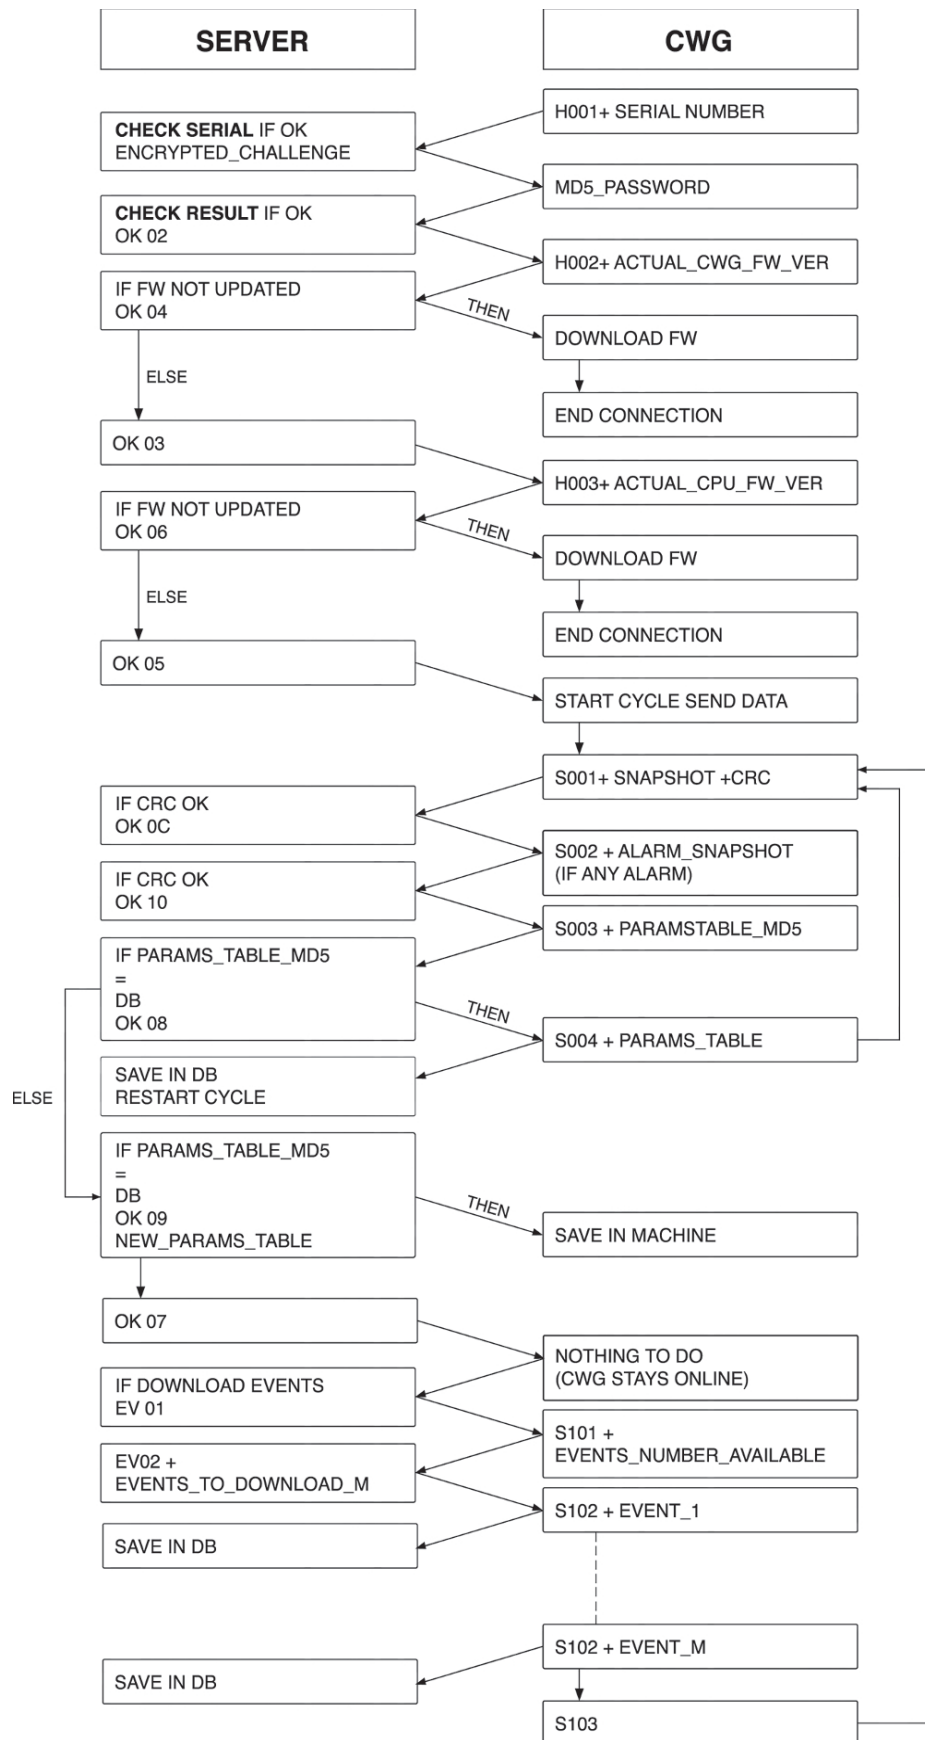 SERVER
CWG
H001+ SERIAL NUMBER
CHECK SERIAL IF OK
ENCRYPTED_CHALLENGE
MD5_PASSWORD
CHECK RESULT IF OK
OK 02
H002+ ACTUAL_CWG_FW_VER
IF FW NOT UPDATED
OK 04
THEN
DOWNLOAD FW
ELSE
END CONNECTION
OK 03
H003+ ACTUAL_CPU_FW_VER
IF FW NOT UPDATED
OK 06
THEN
DOWNLOAD FW
ELSE
END CONNECTION
OK 05
START CYCLE SEND DATA
S001+ SNAPSHOT +CRC
IF CRC OK
OK 0C
S002 + ALARM_SNAPSHOT
(IF ANY ALARM)
IF CRC OK
OK 10
S003 + PARAMSTABLE_MD5
IF PARAMS_TABLE_MD5
=
DB
OK 08
THEN
S004 + PARAMS_TABLE
SAVE IN DB
RESTART CYCLE
ELSE
IF PARAMS_TABLE_MD5
=
DB
OK 09
NEW_PARAMS_TABLE
THEN
SAVE IN MACHINE
OK 07
NOTHING TO DO
(CWG STAYS ONLINE)
IF DOWNLOAD EVENTS
EV 01
S101 +
EVENTS_NUMBER_AVAILABLE
EV02 +
EVENTS_TO_DOWNLOAD_M
S102 + EVENT_1
SAVE IN DB
S102 + EVENT_M
SAVE IN DB
S103